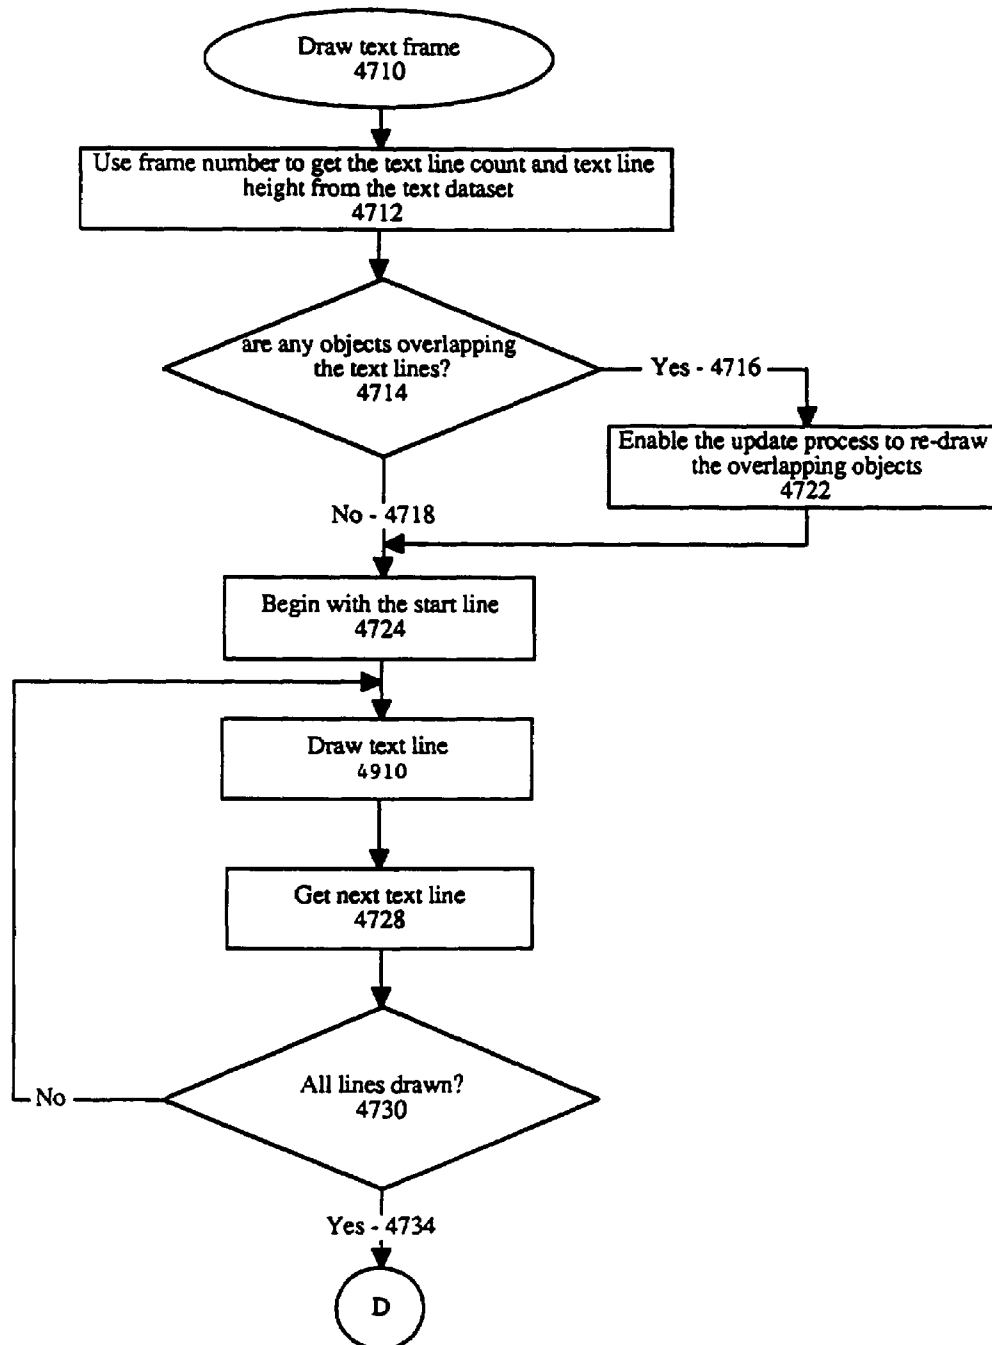 Draw text frame
4710
Use frame number to get the text line count and text line
height from the text dataset
4712
are any objects overlapping
the text lines?
4714
Yes - 4716
Enable the update process to re-draw
the overlapping objects
4722
No - 4718
Begin with the start line
4724
Draw text line
4910
Get next text line
4728
All lines drawn?
4730
No
Yes - 4734
D